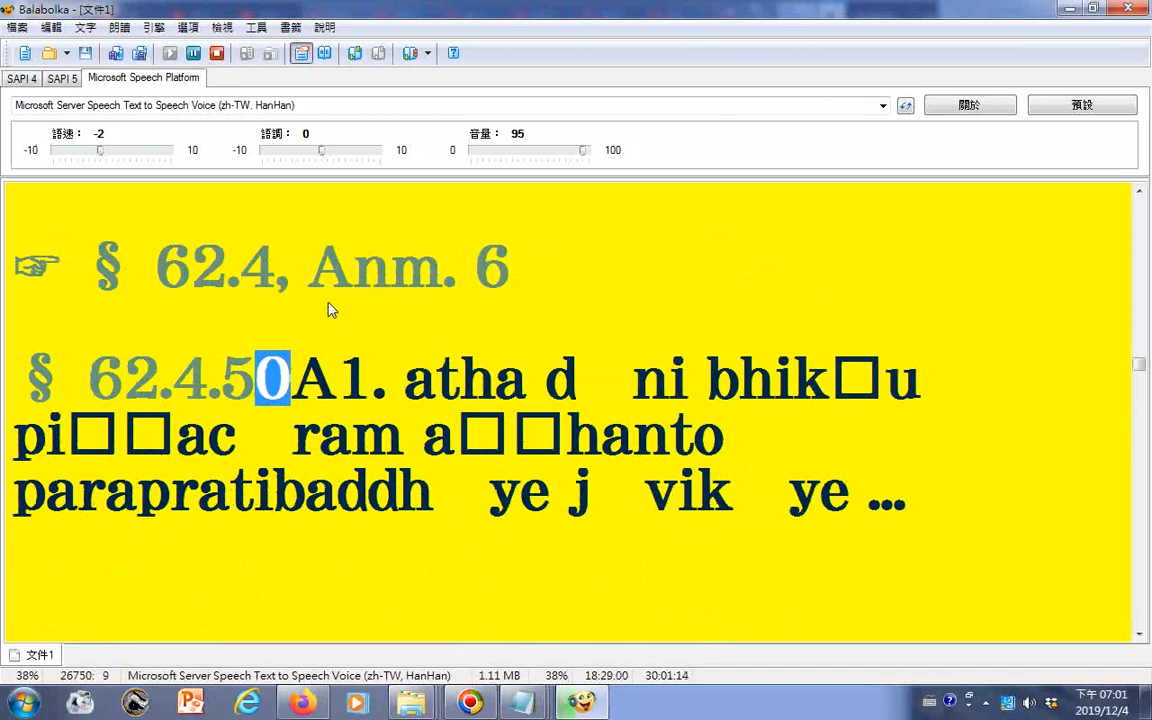 Balabolka - [文件1]
檔案 編輯 文字 朗讀 引擎 選項 檢視 工具 書籤 說明
SAPI 4 SAPI 5 Microsoft Speech Platform
Microsoft Server Speech Text to Speech Voice (zh-TW, HanHan) 關於 預設
語速： -2 語調： 0 音量： 95
-10 10 -10 10 0 100
☞ § 62.4, Anm. 6
§ 62.4.50A1. atha d ni bhik□u
pi□□ac ram a□□hanto
parapratibaddh ye j vik ye ...
文件1
38% 26750: 9 Microsoft Server Speech Text to Speech Voice (zh-TW, HanHan) 1.11 MB 38% 18:29:00 30:01:14
下午 07:01
2019/12/4